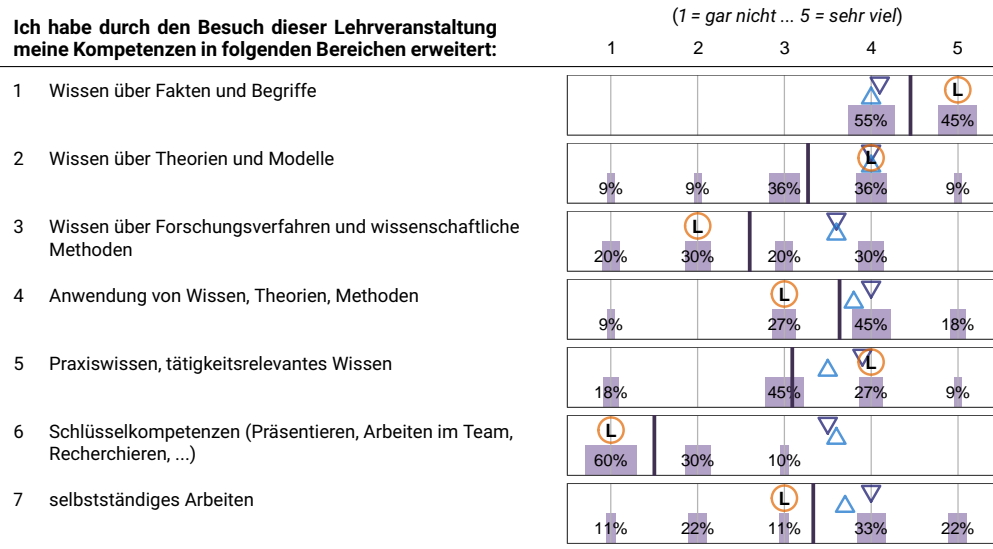 (1 = gar nicht ... 5 = sehr viel)
Ich habe durch den Besuch dieser Lehrveranstaltung
meine Kompetenzen in folgenden Bereichen erweitert:
1 2 3 4 5
1 Wissen über Fakten und Begriffe
L
55% 45%
2 Wissen über Theorien und Modelle
L
9% 9% 36% 36% 9%
3 Wissen über Forschungsverfahren und wissenschaftliche
Methoden
L
20% 30% 20% 30%
4 Anwendung von Wissen, Theorien, Methoden
L
9% 27% 45% 18%
5 Praxiswissen, tätigkeitsrelevantes Wissen
L
18% 45% 27% 9%
6 Schlüsselkompetenzen (Präsentieren, Arbeiten im Team,
Recherchieren, ...)
L
60% 30% 10%
7 selbstständiges Arbeiten
L
11% 22% 11% 33% 22%